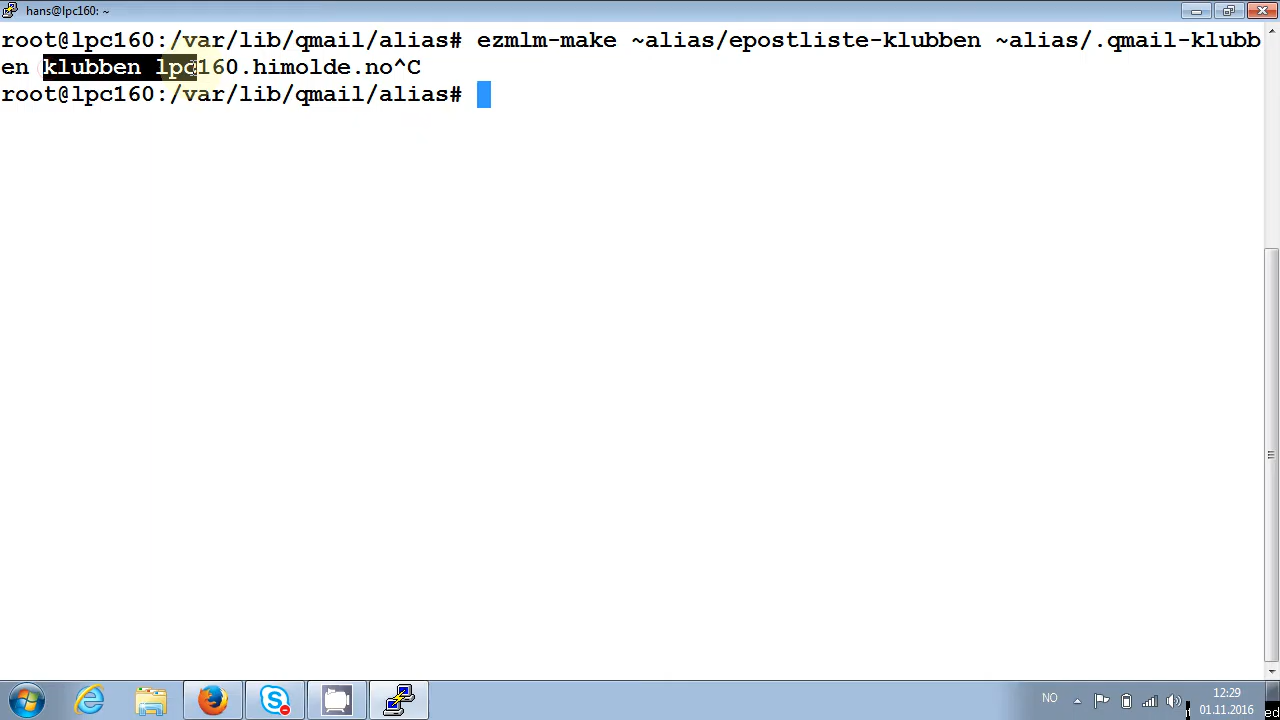 hans@lpc160: ~
root@lpc160:/var/lib/qmail/alias# ezmlm-make ~alias/epostliste-klubben ~alias/.qmail-klubb
en klubben lpc160.himolde.no^C
root@lpc160:/var/lib/qmail/alias#
NO
12:29
01.11.2016